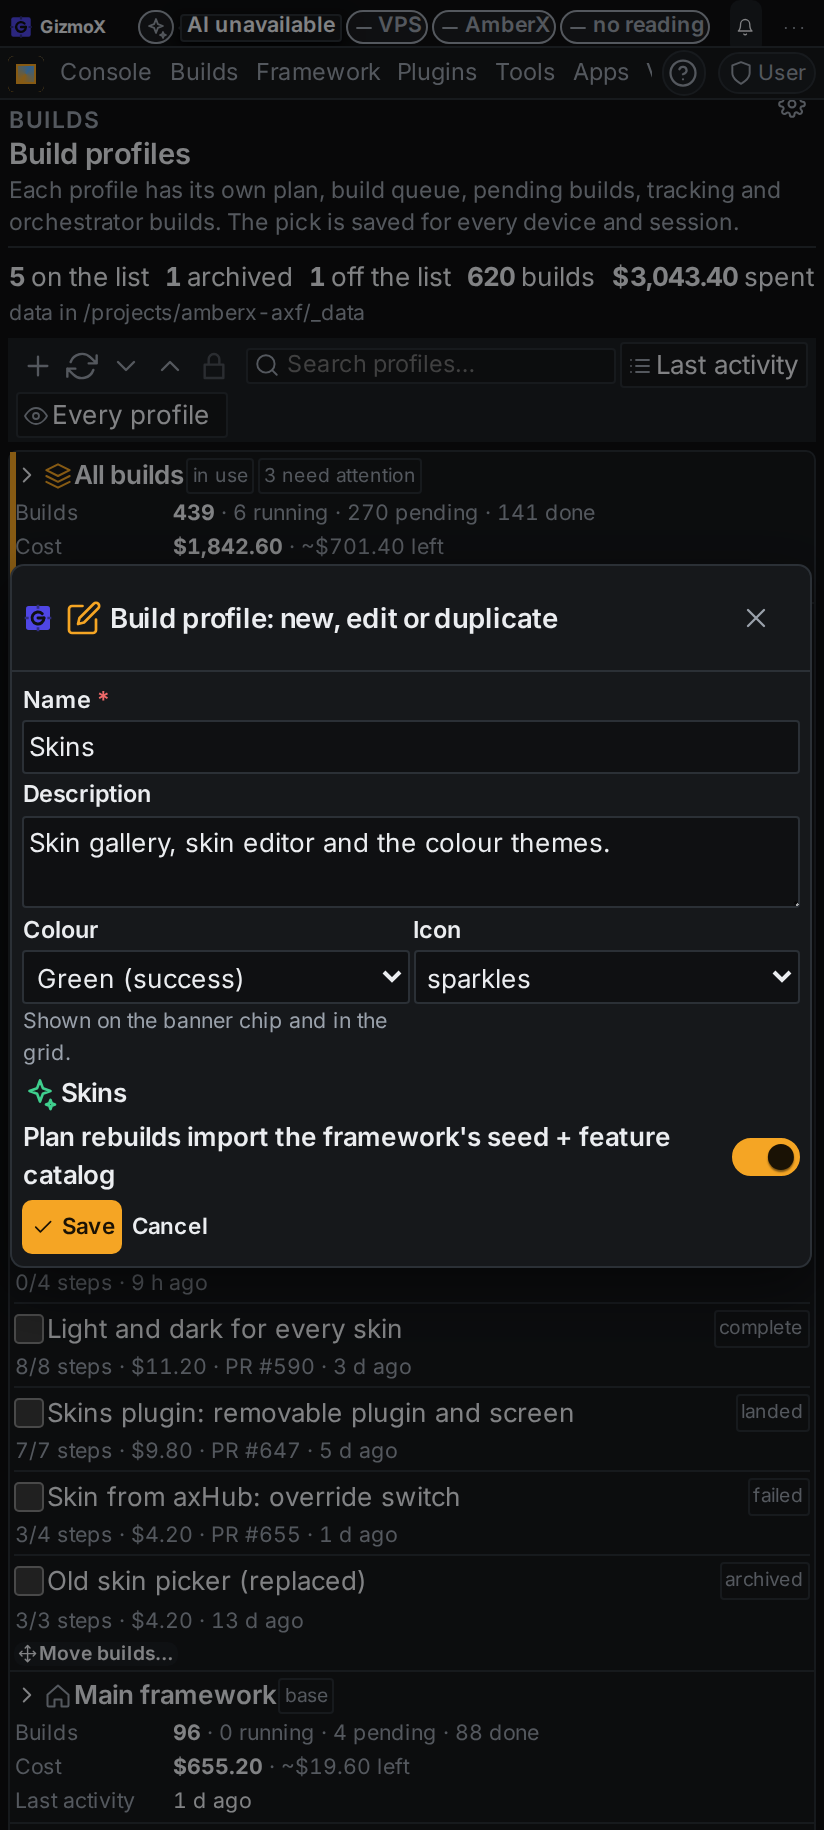 GizmoX AI unavailable — VPS — AmberX — no reading ...
Console Builds Framework Plugins Tools Apps User
BUILDS
Build profiles
Each profile has its own plan, build queue, pending builds, tracking and
orchestrator builds. The pick is saved for every device and session.
5 on the list 1 archived 1 off the list 620 builds $3,043.40 spent
data in /projects/amberx-axf/_data
Search profiles... Last activity
Every profile
All builds in use 3 need attention
Builds 439 · 6 running · 270 pending · 141 done
Cost $1,842.60 · ~$701.40 left
Build profile: new, edit or duplicate
Name *
Skins
Description
Skin gallery, skin editor and the colour themes.
Colour Icon
Green (success) sparkles
Shown on the banner chip and in the
grid.
Skins
Plan rebuilds import the framework's seed + feature
catalog
Save Cancel
0/4 steps · 9 h ago
Light and dark for every skin complete
8/8 steps · $11.20 · PR #590 · 3 d ago
Skins plugin: removable plugin and screen landed
7/7 steps · $9.80 · PR #647 · 5 d ago
Skin from axHub: override switch failed
3/4 steps · $4.20 · PR #655 · 1 d ago
Old skin picker (replaced) archived
3/3 steps · $4.20 · 13 d ago
Move builds...
Main framework base
Builds 96 · 0 running · 4 pending · 88 done
Cost $655.20 · ~$19.60 left
Last activity 1 d ago